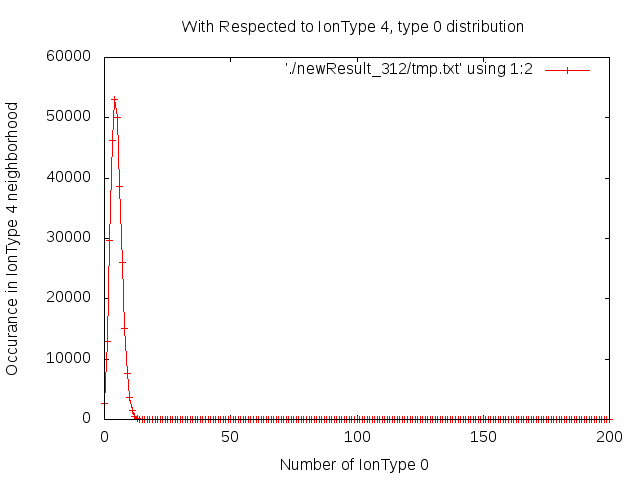 With Respected to IonType 4, type 0 distribution
'./newResult_312/tmp.txt' using 1:2
60000
50000
40000
30000
20000
10000
0
Occurance in IonType 4 neighborhood
0 50 100 150 200
Number of IonType 0